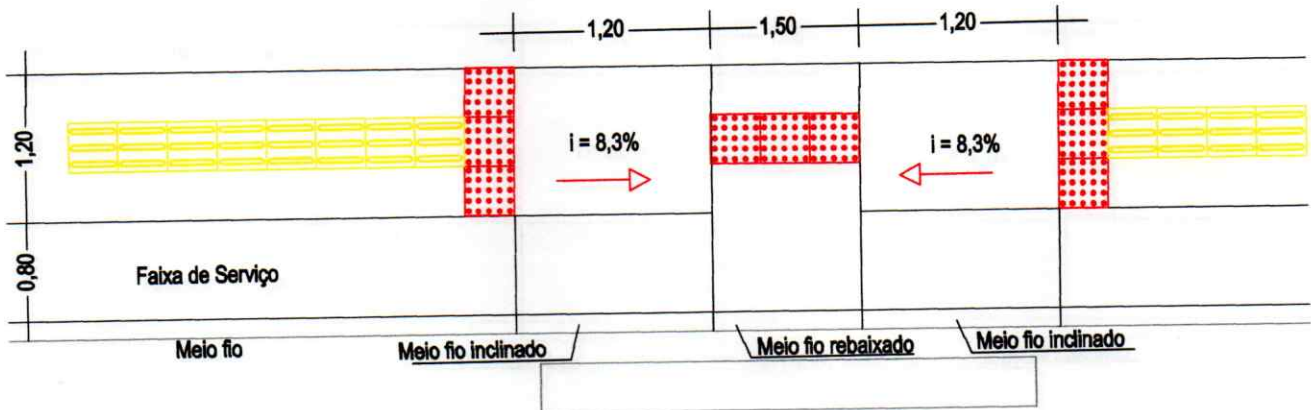 1,20
1,50
1,20
1,20
i = 8,3%
i = 8,3%
0,80
Faixa de Serviço
Meio fio
Meio fio inclinado
Meio fio rebaixado
Meio fio inclinado